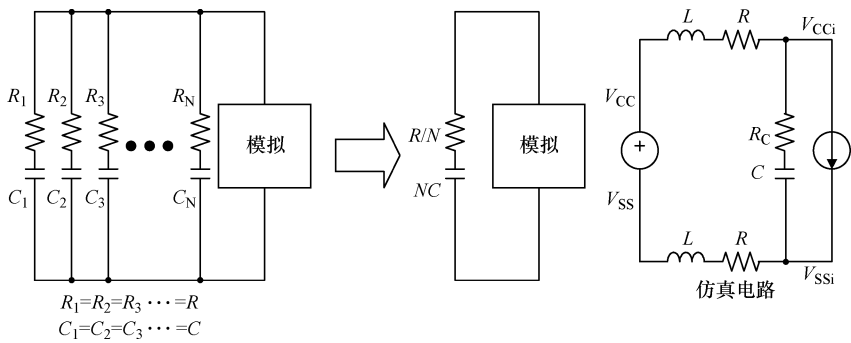 R1 R2 R3 RN
C1 C2 C3 CN
模拟
R1=R2=R3 ···=R
C1=C2=C3 ···=C
R/N
NC
模拟
L R
VCCi
VCC
RC
+
C
VSS
L R
VSSi
仿真电路